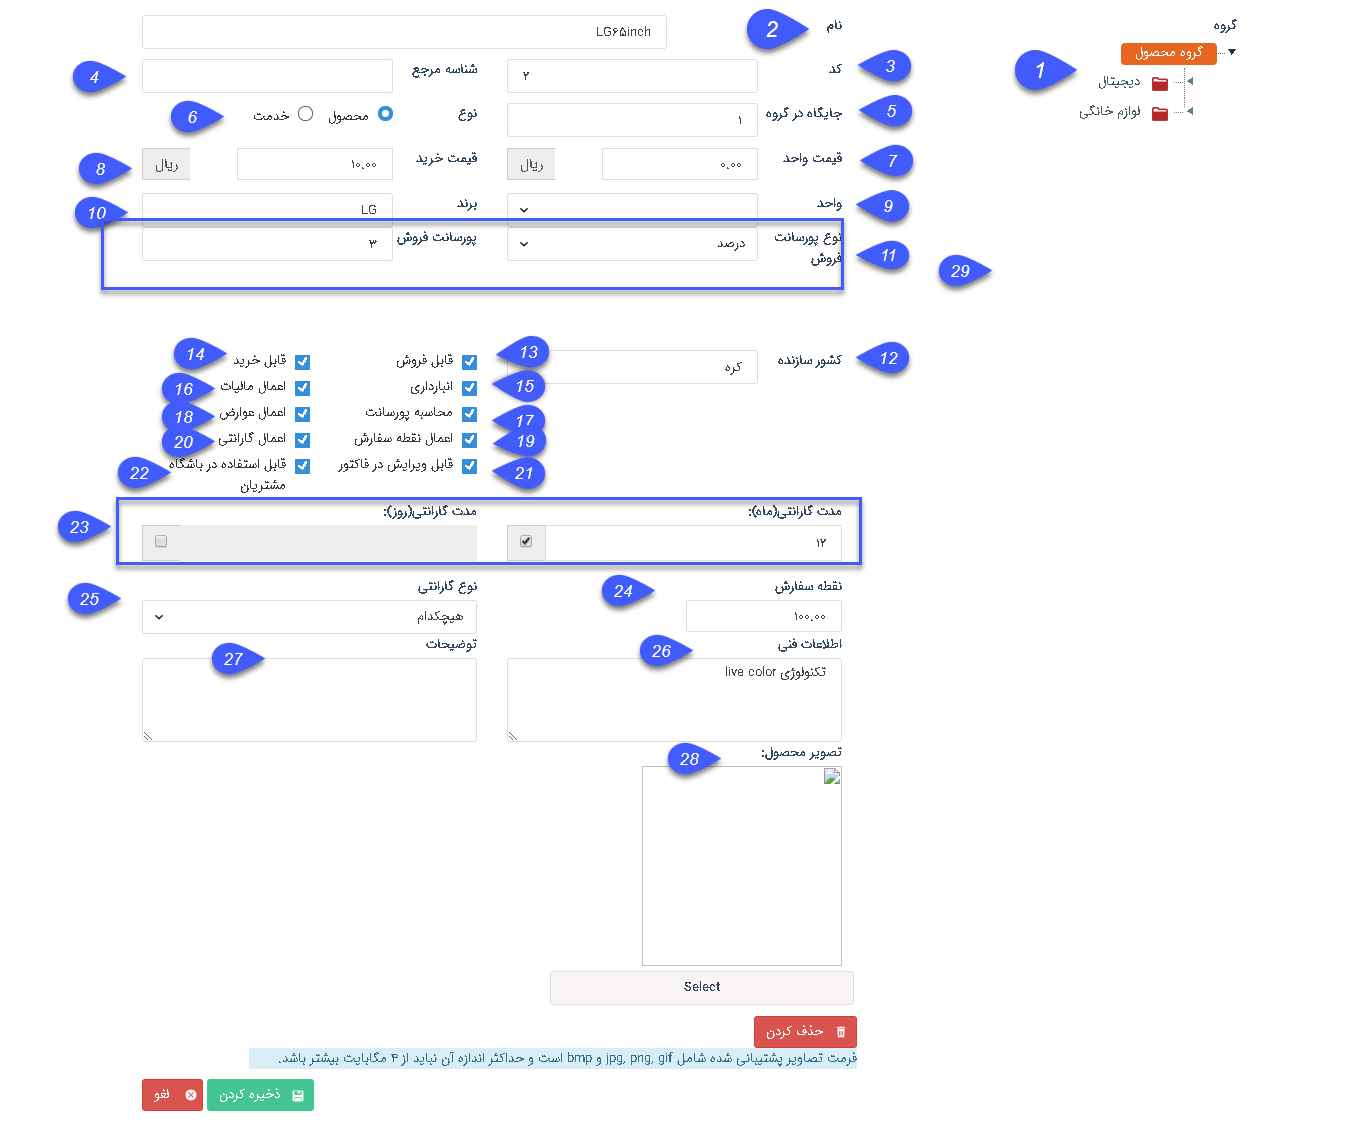 گروه
گروه محصول
دیجیتال
لوازم خانگی
1
نام
LG۶۵inch
2
کد
۲
3
شناسه مرجع
4
جایگاه در گروه
۱
5
نوع
محصول
خدمت
6
قیمت واحد
۰.۰۰
ریال
7
قیمت خرید
۱۰.۰۰
ریال
8
واحد
9
برند
LG
10
نوع پورسانت
فروش
درصد
11
پورسانت فروش
۳
29
کشور سازنده
کره
12
قابل فروش
13
قابل خرید
14
انبارداری
15
اعمال مالیات
16
محاسبه پورسانت
17
اعمال عوارض
18
اعمال نقطه سفارش
19
اعمال گارانتی
20
قابل ویرایش در فاکتور
21
قابل استفاده در باشگاه
مشتریان
22
مدت گارانتی(ماه):
۱۲
مدت گارانتی(روز):
23
نقطه سفارش
۱۰۰.۰۰
24
نوع گارانتی
هیچکدام
25
اطلاعات فنی
تکنولوژی live color
26
توضیحات
27
تصویر محصول:
28
Select
حذف کردن
فرمت تصاویر پشتیبانی شده شامل jpg, png, gif و bmp است و حداکثر اندازه آن نباید از ۴ مگابایت بیشتر باشد.
ذخیره کردن
لغو